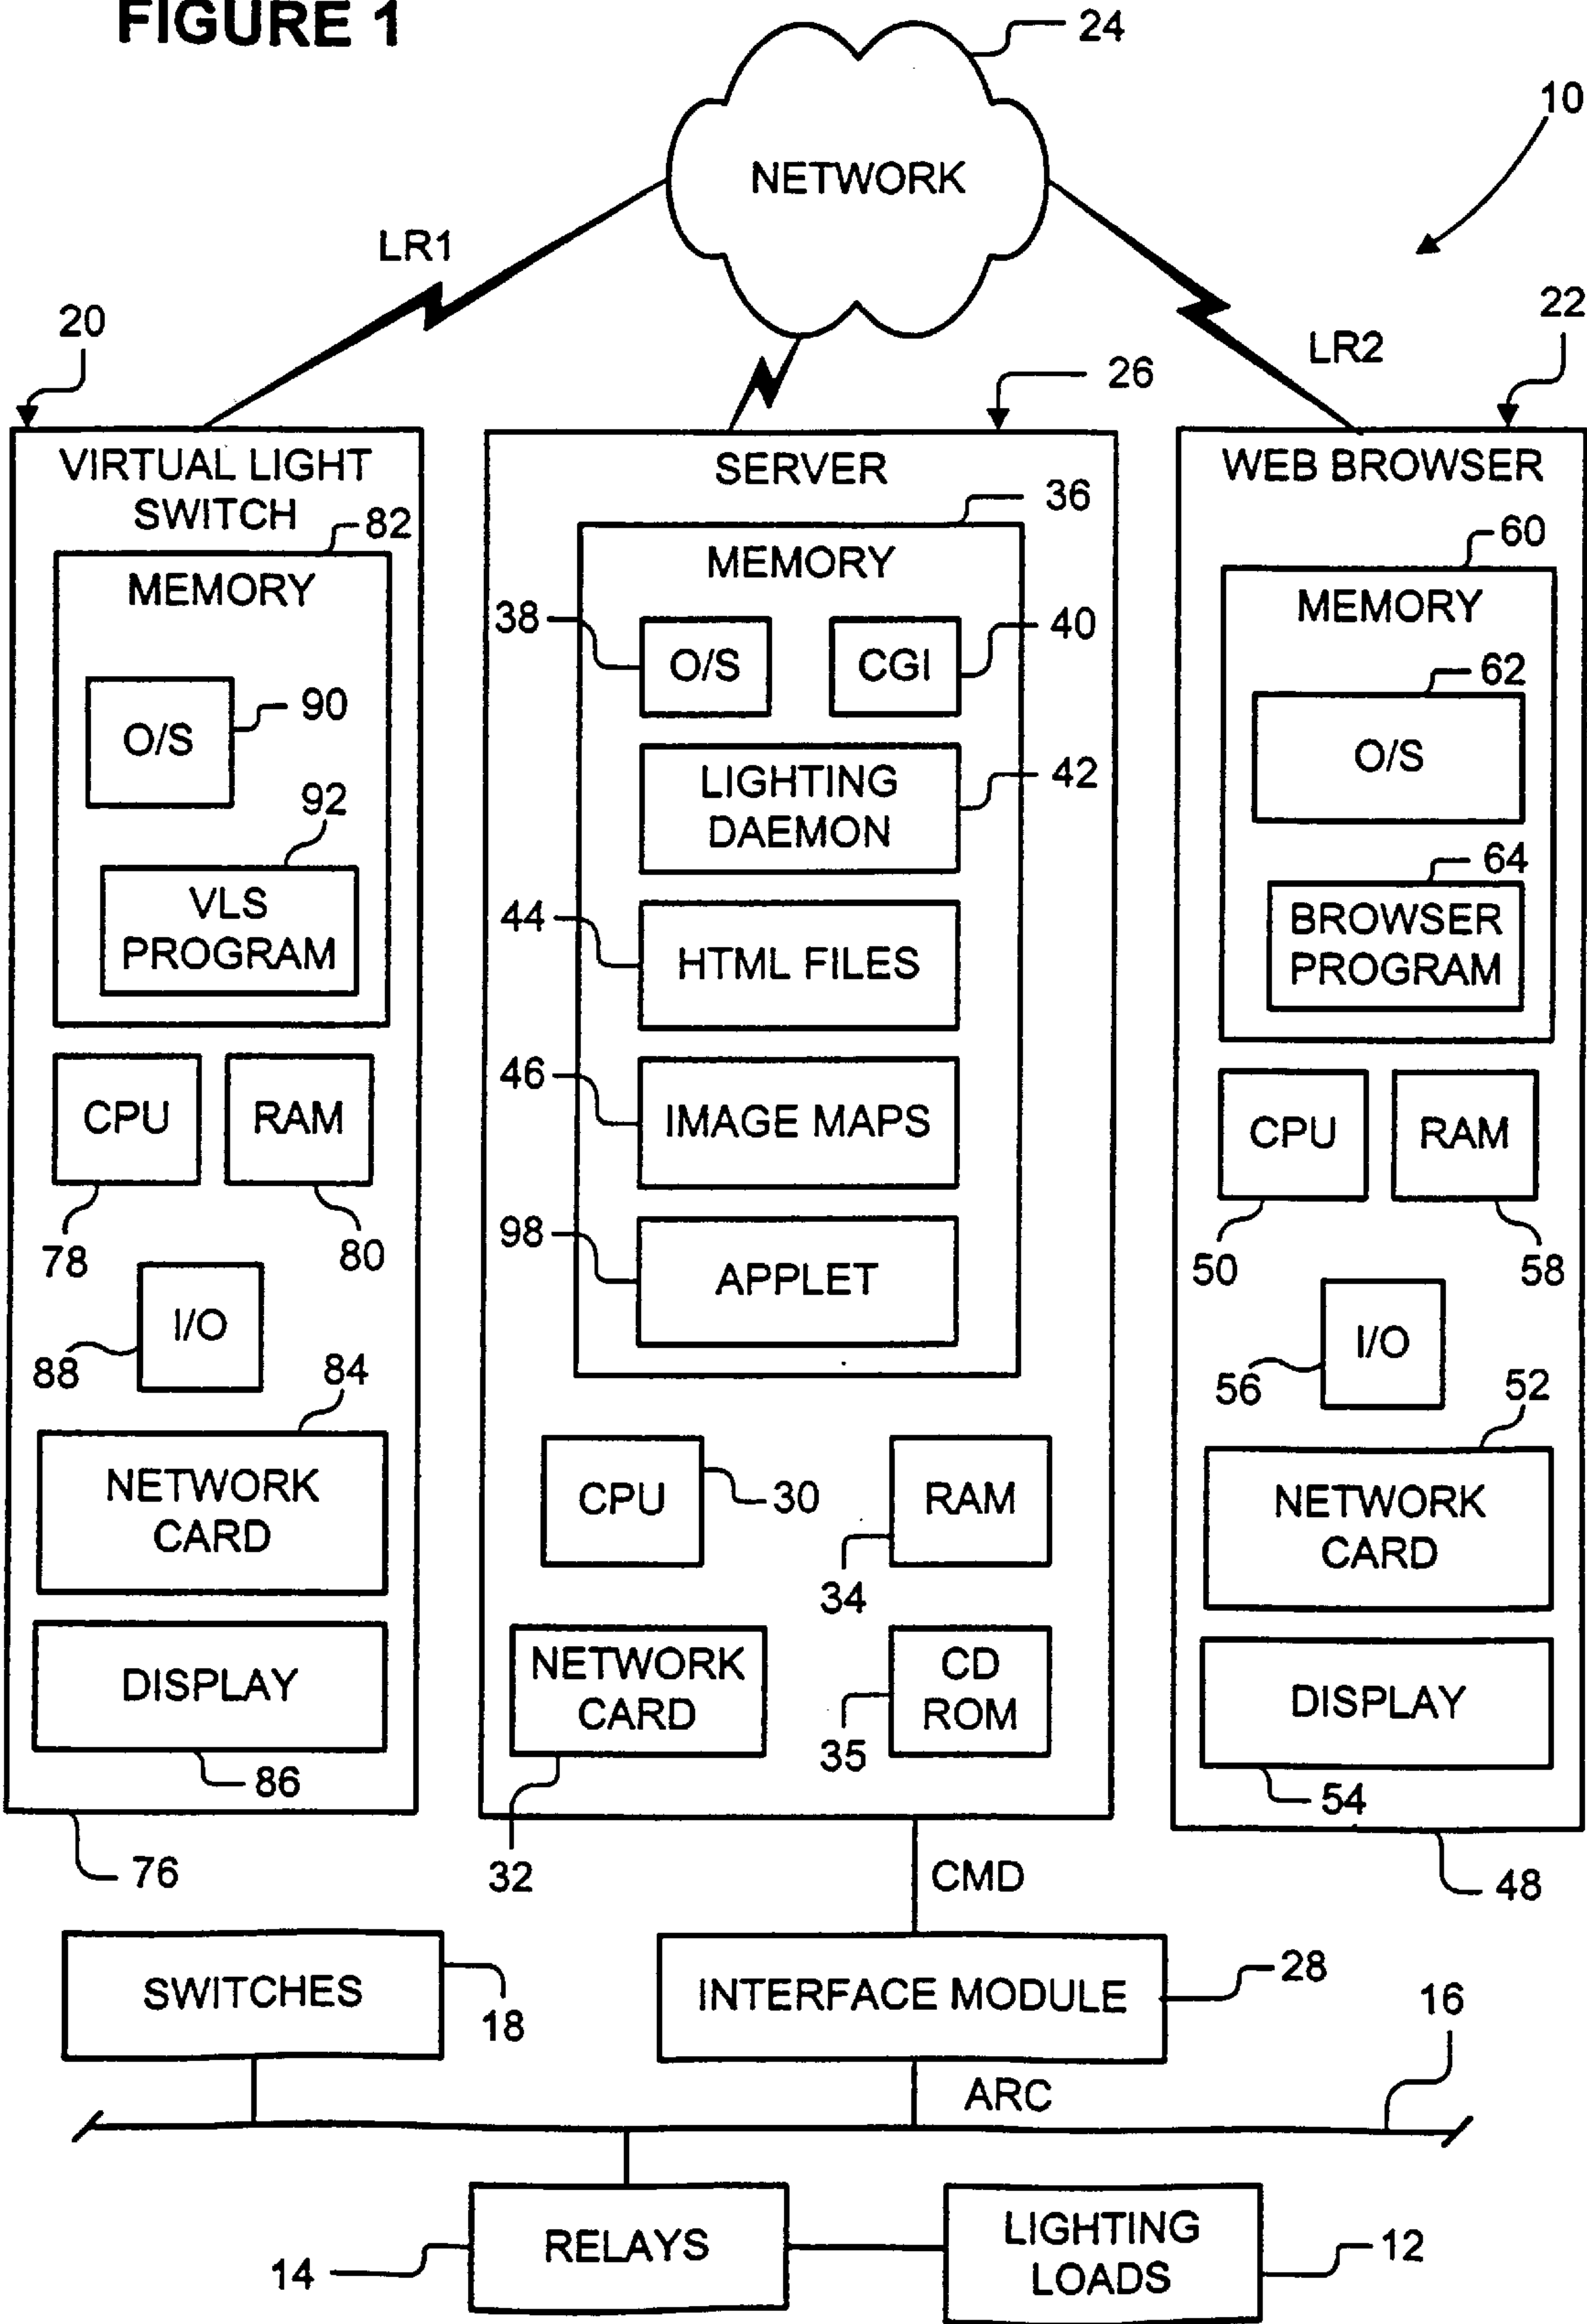 FIGURE 1
24
10
NETWORK
LR1
LR2
20
26
22
VIRTUAL LIGHT
SWITCH
82
MEMORY
90
O/S
92
VLS
PROGRAM
CPU
RAM
78
80
I/O
88
84
NETWORK
CARD
DISPLAY
86
76
SERVER
36
MEMORY
38
O/S
CGI
40
LIGHTING
DAEMON
42
44
HTML FILES
46
IMAGE MAPS
98
APPLET
CPU
30
RAM
34
NETWORK
CARD
32
CD
ROM
35
WEB BROWSER
60
MEMORY
62
O/S
64
BROWSER
PROGRAM
CPU
RAM
50
58
I/O
56
52
NETWORK
CARD
DISPLAY
54
48
CMD
SWITCHES
18
INTERFACE MODULE
28
16
ARC
RELAYS
14
LIGHTING
LOADS
12